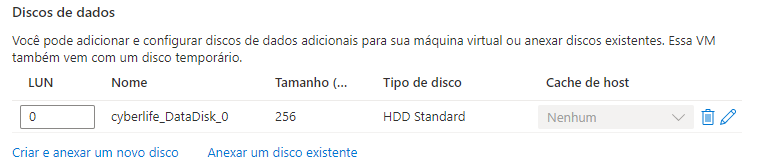 Discos de dados
Você pode adicionar e configurar discos de dados adicionais para sua máquina virtual ou anexar discos existentes. Essa VM
também vem com um disco temporário.
LUN Nome Tamanho (... Tipo de disco Cache de host
0 cyberlife_DataDisk_0 256 HDD Standard Nenhum
Criar e anexar um novo disco Anexar um disco existente